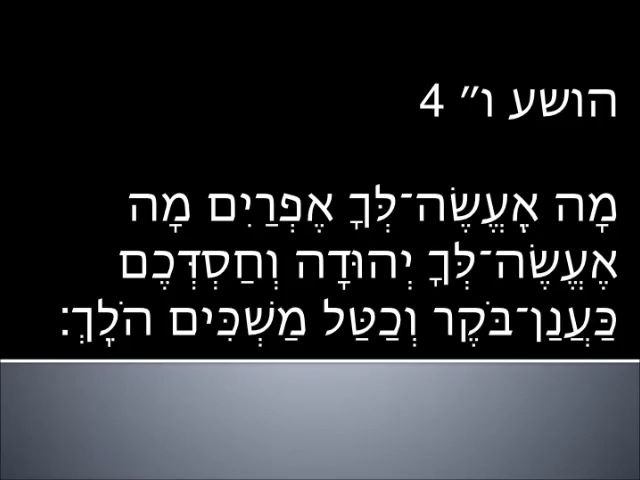 הושע ו״ 4
מָה אֶֽעֱשֶׂה־לְּךָ אֶפְרַיִם מָה
אֶעֱשֶׂה־לְּךָ יְהוּדָה וְחַסְדְּכֶם
כַּעֲנַן־בֹּקֶר וְכַטַּל מַשְׁכִּים הֹלֵֽךְ׃